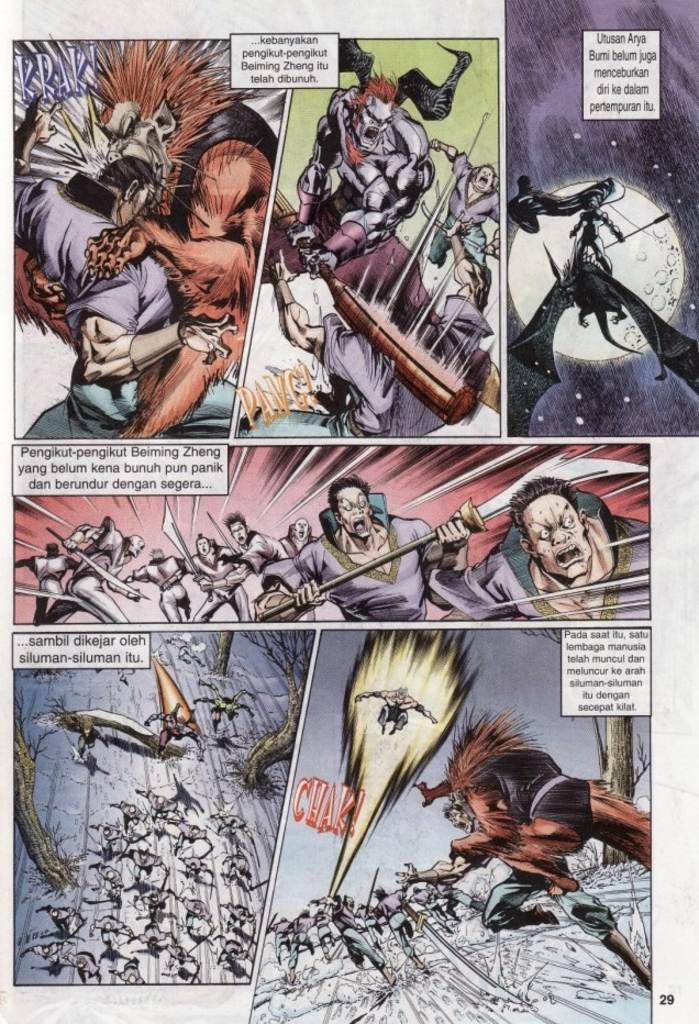 KRAK!
...kebanyakan
pengikut-pengikut
Beiming Zheng itu
telah dibunuh.
PANG!
Utusan Arya
Bumi belum juga
menceburkan
diri ke dalam
pertempuran itu.
Pengikut-pengikut Beiming Zheng
yang belum kena bunuh pun panik
dan berundur dengan segera...
...sambil dikejar oleh
siluman-siluman itu.
Pada saat itu, satu
lembaga manusia
telah muncul dan
meluncur ke arah
siluman-siluman
itu dengan
secepat kilat.
CHAK!
29